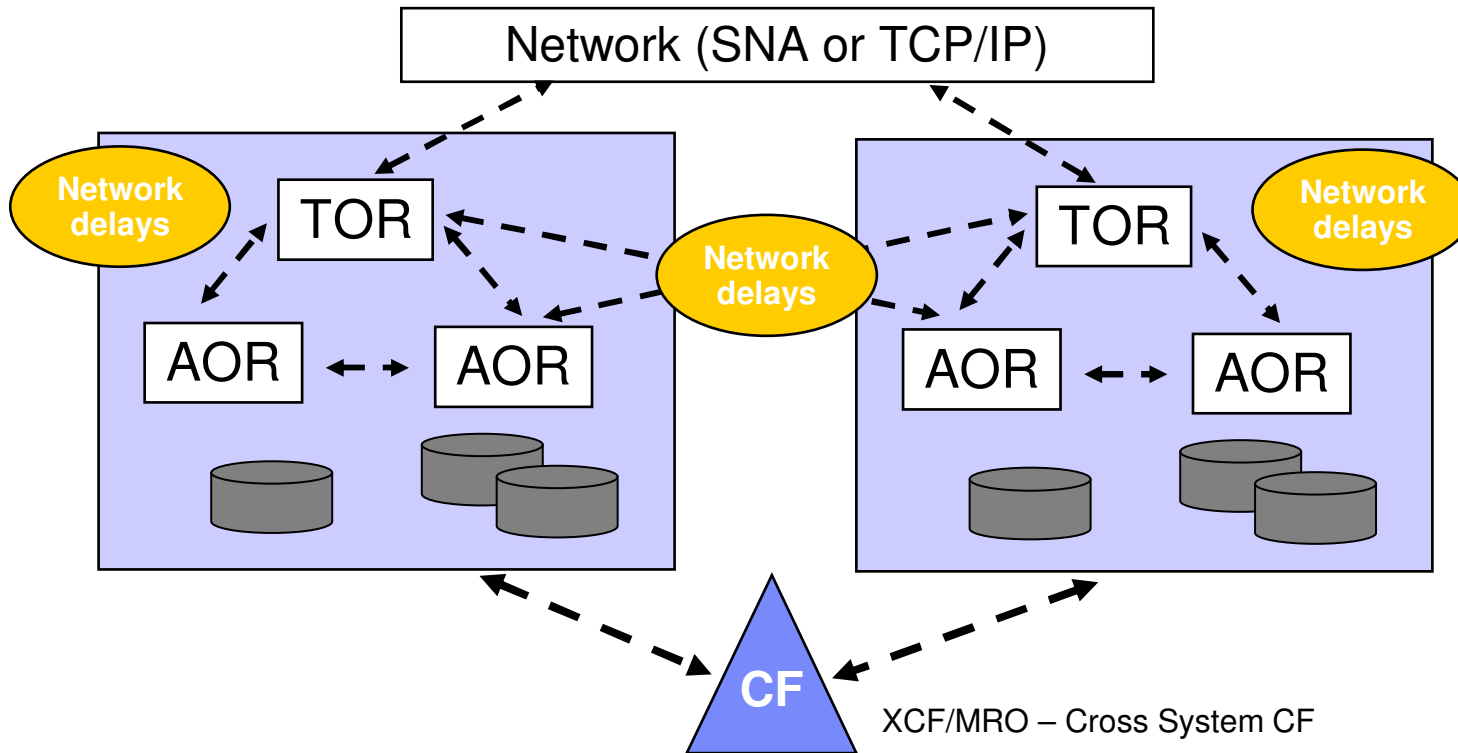 Network (SNA or TCP/IP)
Network
delays
TOR
AOR
AOR
Network
delays
Network
delays
TOR
AOR
AOR
CF
XCF/MRO – Cross System CF